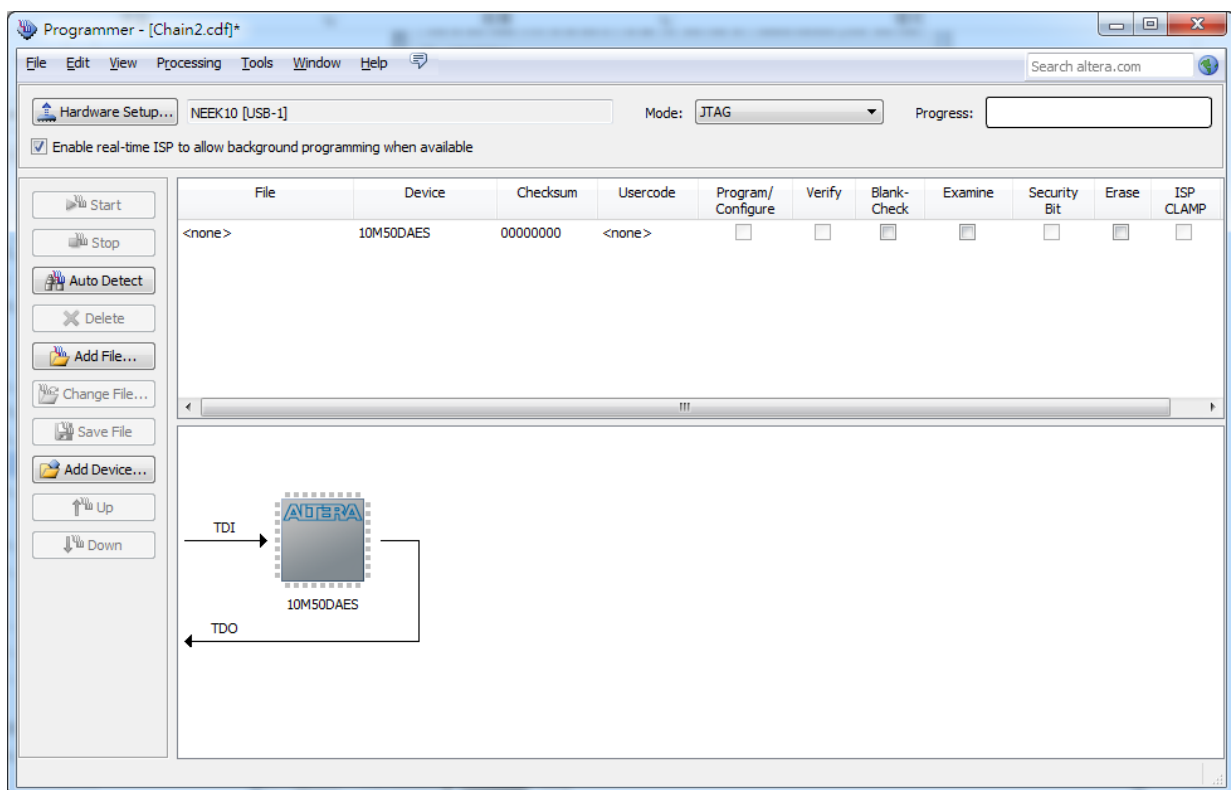 Programmer - [Chain2.cdf]*
File Edit View Processing Tools Window Help
Search altera.com
Hardware Setup... NEEK10 [USB-1] Mode: JTAG Progress:
Enable real-time ISP to allow background programming when available
Start
Stop
Auto Detect
Delete
Add File...
Change File...
Save File
Add Device...
Up
Down
File Device Checksum Usercode Program/ Configure Verify Blank- Check Examine Security Bit Erase ISP CLAMP
<none> 10M50DAES 00000000 <none>
ALTERA
TDI
10M50DAES
TDO